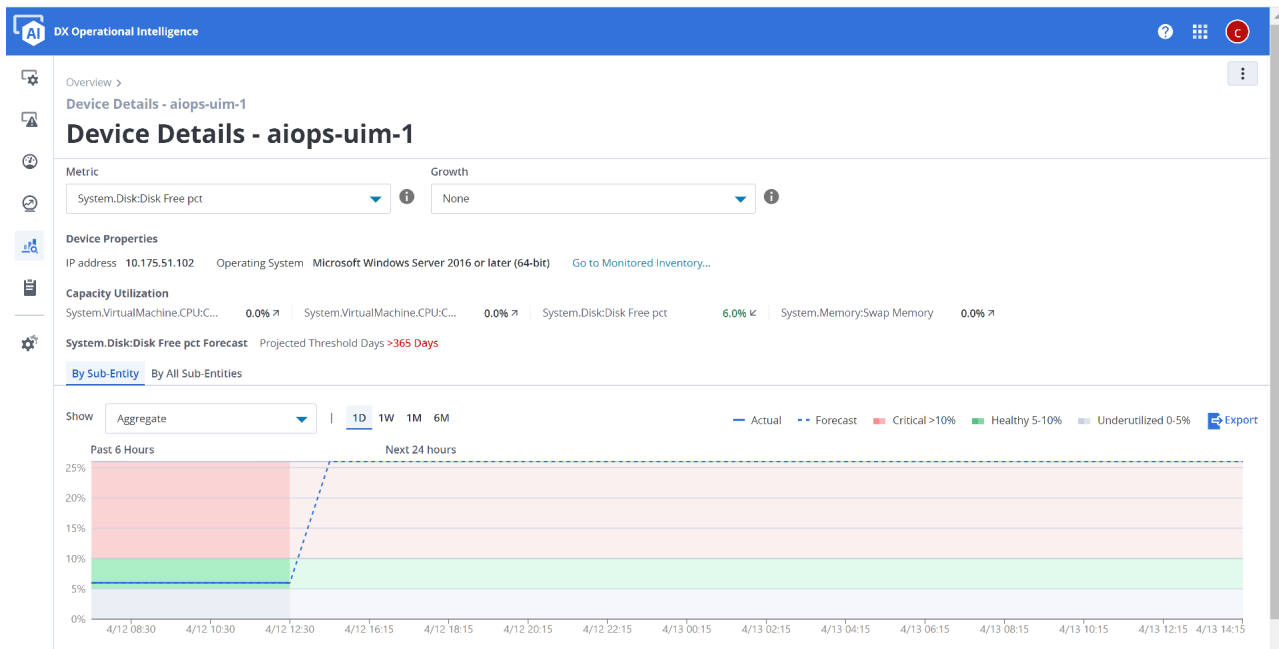 AI DX Operational Intelligence ? C
Overview >
Device Details - aiops-uim-1
Device Details - aiops-uim-1
Metric Growth
System.Disk:Disk Free pct i None i
Device Properties
IP address 10.175.51.102 Operating System Microsoft Windows Server 2016 or later (64-bit) Go to Monitored Inventory...
Capacity Utilization
System.VirtualMachine.CPU:C... 0.0% ↗ System.VirtualMachine.CPU:C... 0.0% ↗ System.Disk:Disk Free pct 6.0% ↙ System.Memory:Swap Memory 0.0% ↗
System.Disk:Disk Free pct Forecast Projected Threshold Days >365 Days
By Sub-Entity By All Sub-Entities
Show Aggregate | 1D 1W 1M 6M Actual Forecast Critical >10% Healthy 5-10% Underutilized 0-5% Export
Past 6 Hours Next 24 hours
25%
20%
15%
10%
5%
0%
4/12 08:30 4/12 10:30 4/12 12:30 4/12 16:15 4/12 18:15 4/12 20:15 4/12 22:15 4/13 00:15 4/13 02:15 4/13 04:15 4/13 06:15 4/13 08:15 4/13 10:15 4/13 12:15 4/13 14:15